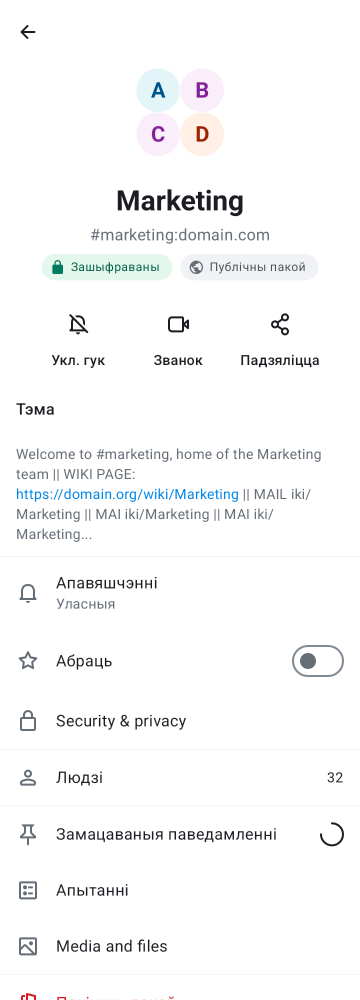 A B
C D
Marketing
#marketing:domain.com
Зашыфраваны Публічны пакой
Укл. гук Званок Падзяліцца
Тэма
Welcome to #marketing, home of the Marketing
team || WIKI PAGE:
https://domain.org/wiki/Marketing || MAIL iki/
Marketing || MAI iki/Marketing || MAI iki/
Marketing...
Апавяшчэнні
Уласныя
Абраць
Security & privacy
Людзі 32
Замацаваныя паведамленні
Апытанні
Media and files